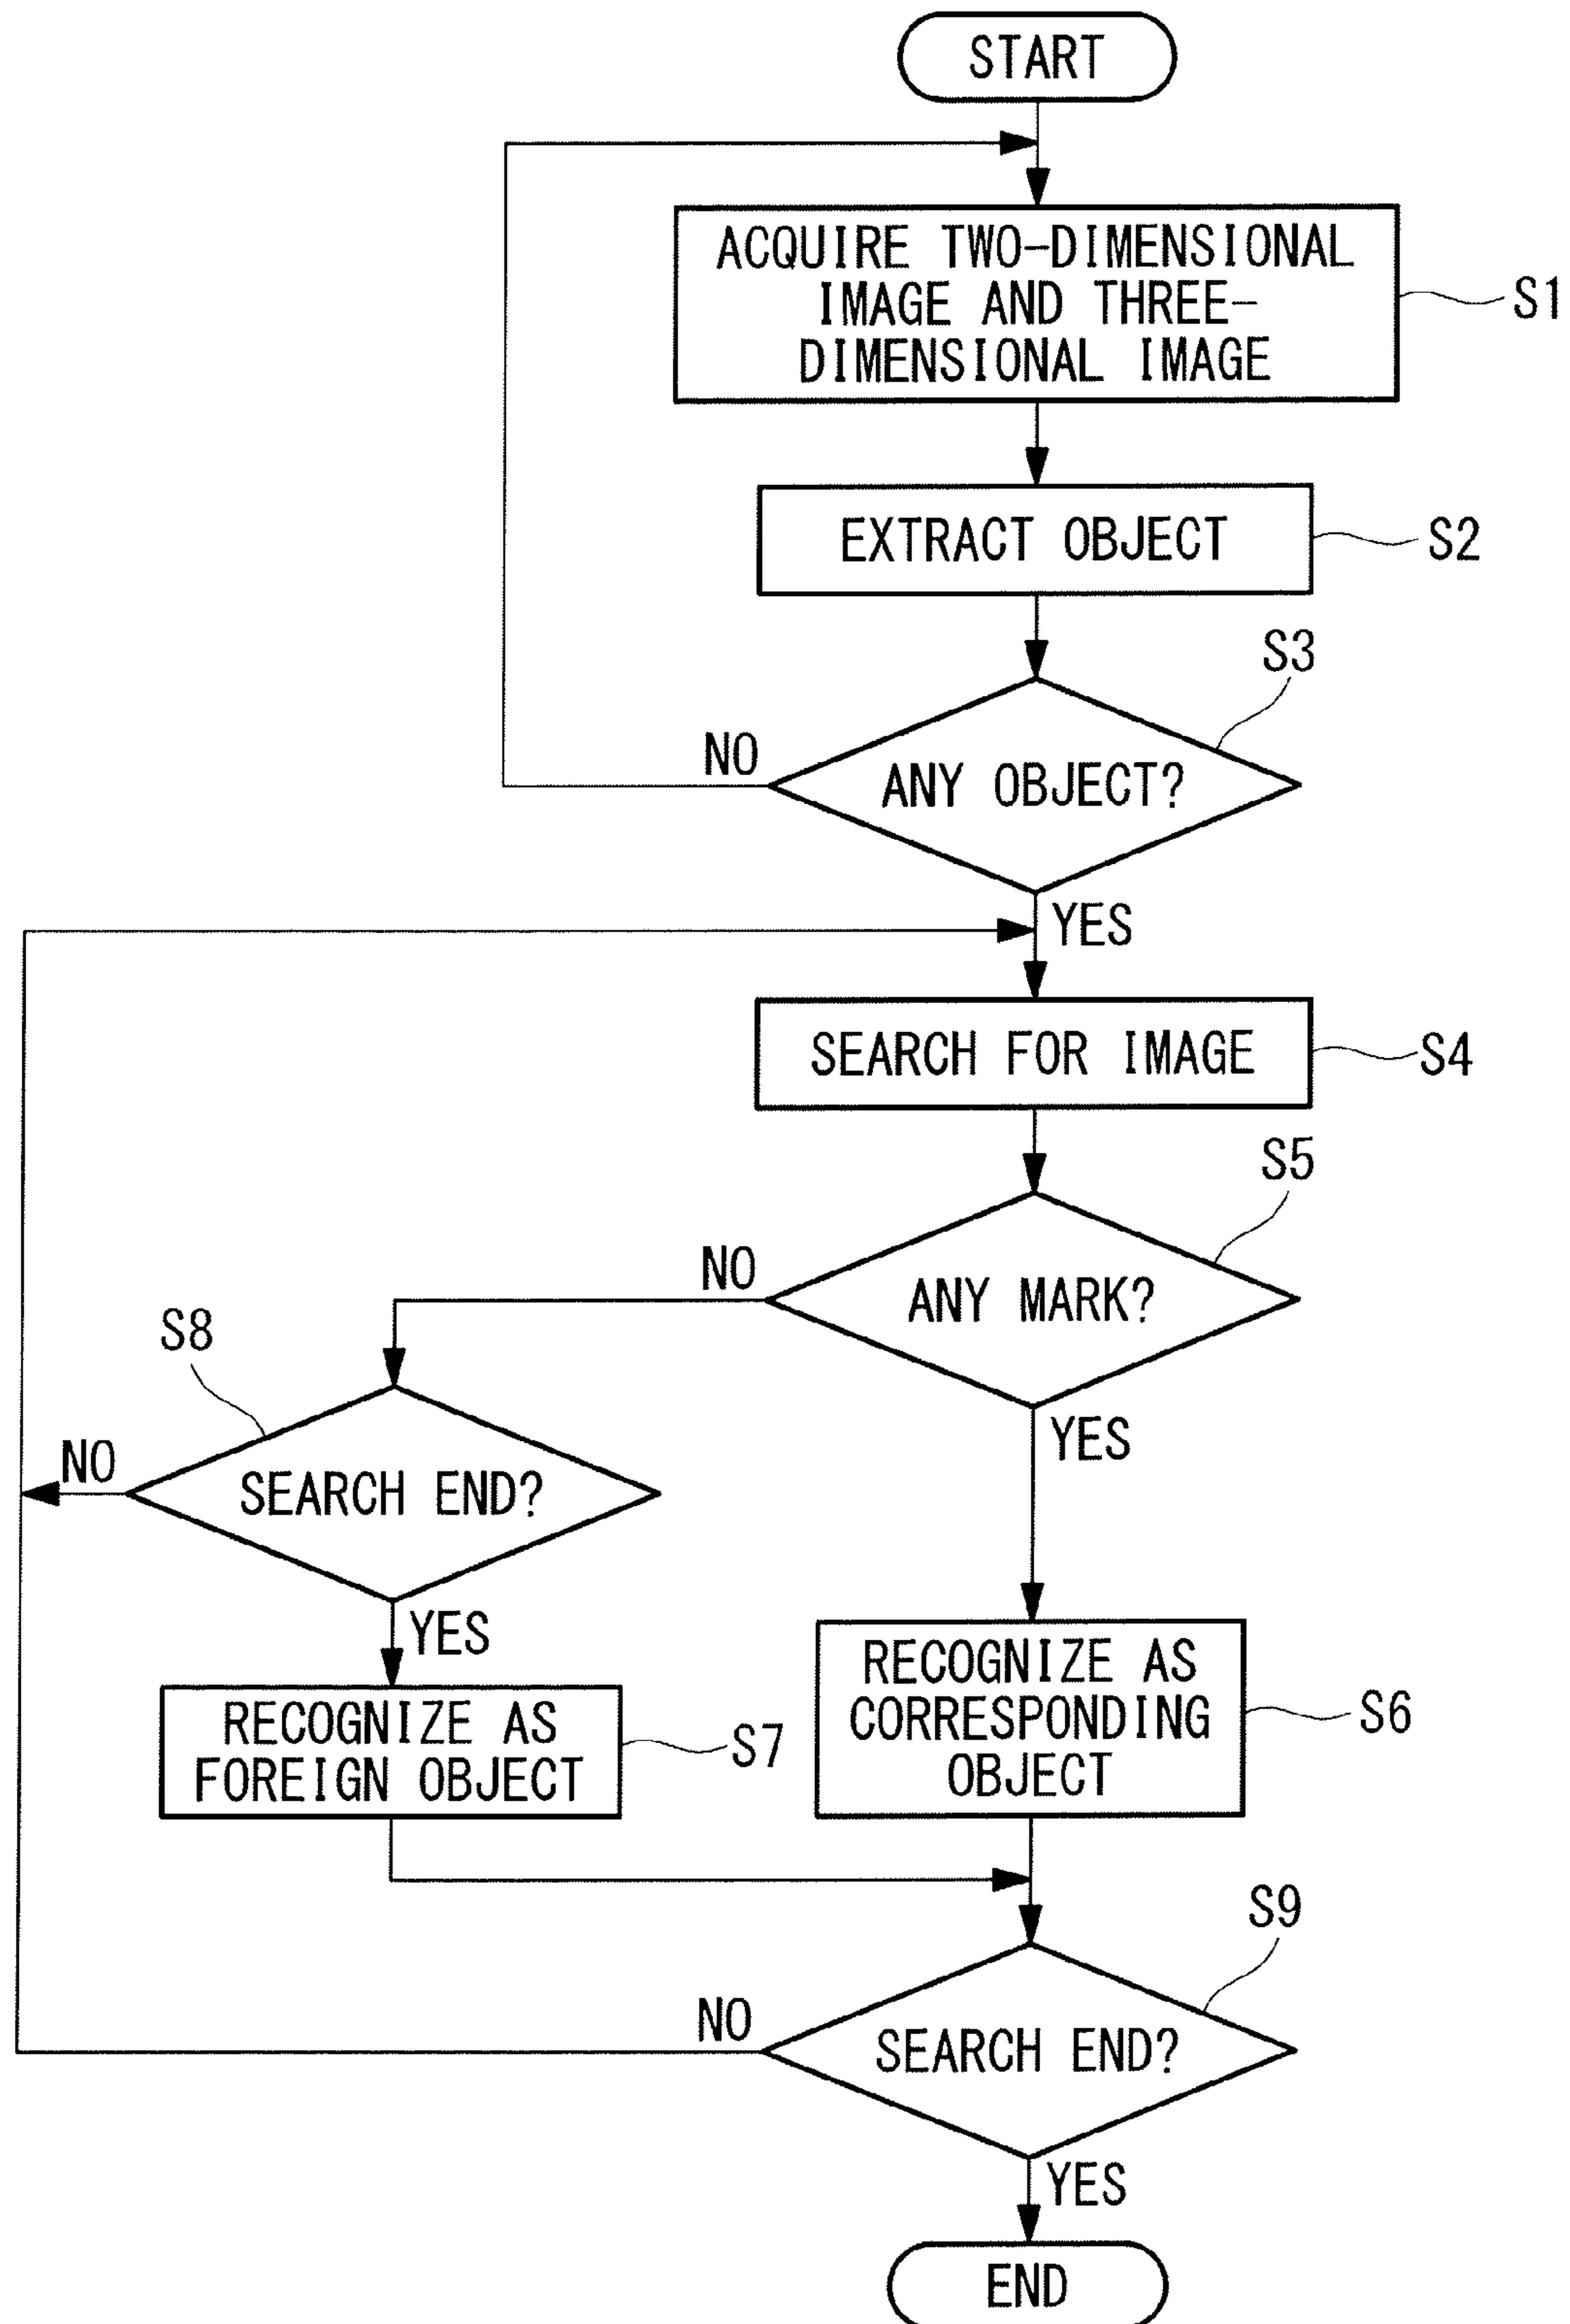 START
ACQUIRE TWO-DIMENSIONAL
IMAGE AND THREE-
DIMENSIONAL IMAGE
S1
EXTRACT OBJECT
S2
S3
ANY OBJECT?
NO
YES
SEARCH FOR IMAGE
S4
S5
ANY MARK?
NO
YES
S8
SEARCH END?
NO
YES
RECOGNIZE AS
FOREIGN OBJECT
S7
RECOGNIZE AS
CORRESPONDING
OBJECT
S6
S9
SEARCH END?
NO
YES
END